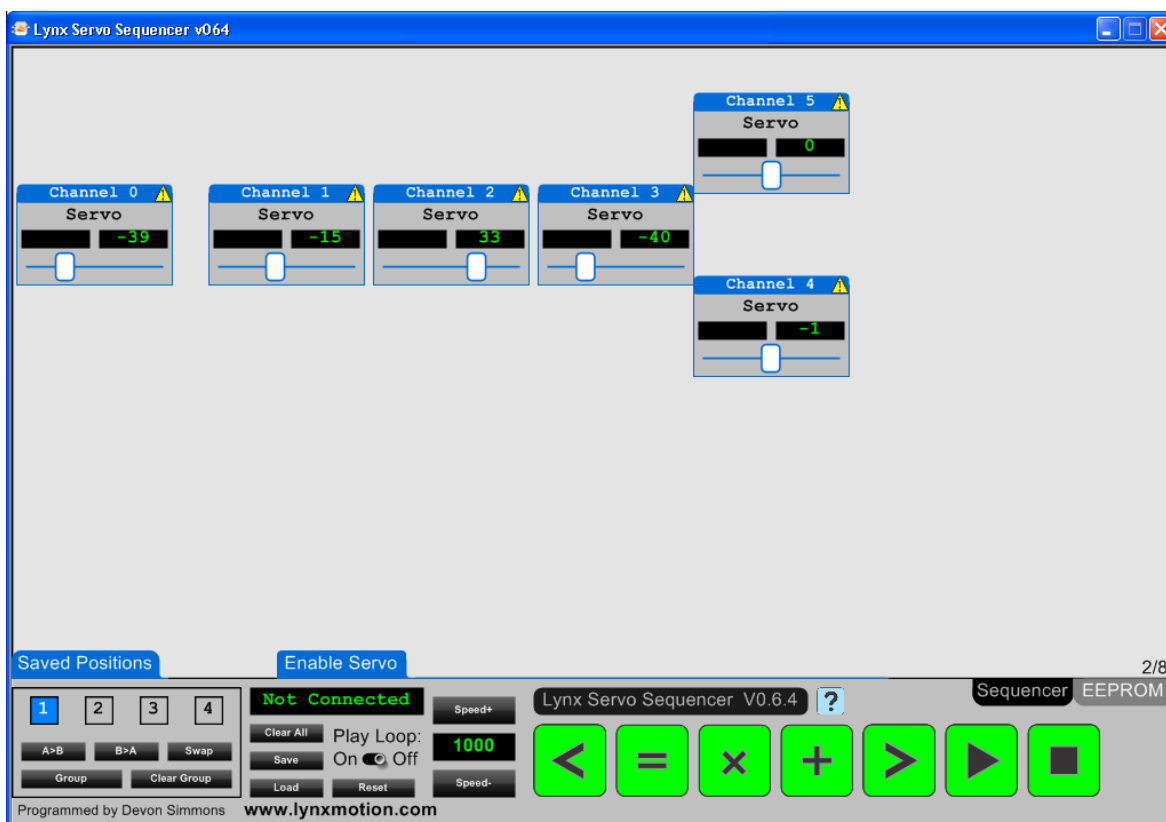 Lynx Servo Sequencer v064
Channel 5
Servo
0
Channel 0
Servo
-39
Channel 1
Servo
-15
Channel 2
Servo
33
Channel 3
Servo
-40
Channel 4
Servo
-1
Saved Positions
Enable Servo
2/8
1 2 3 4
A>B B>A Swap
Group Clear Group
Programmed by Devon Simmons
Not Connected
Clear All
Save
Load
Play Loop:
On Off
Reset
www.lynxmotion.com
Speed+
1000
Speed-
Lynx Servo Sequencer V0.6.4 ?
Sequencer EEPROM
< = × + >